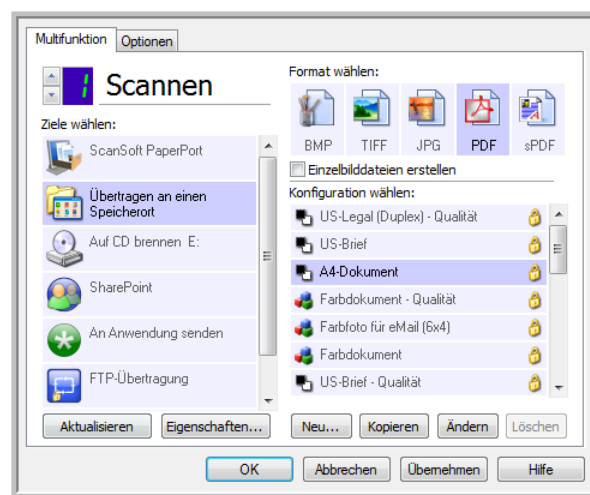 Multifunktion
Optionen
1
Scannen
Ziele wählen:
ScanSoft PaperPort
Übertragen an einen
Speicherort
Auf CD brennen E:
SharePoint
An Anwendung senden
FTP-Übertragung
Aktualisieren
Eigenschaften...
Format wählen:
BMP
TIFF
JPG
PDF
sPDF
Einzelbilddateien erstellen
Konfiguration wählen:
US-Legal (Duplex) - Qualität
US-Brief
A4-Dokument
Farbdokument - Qualität
Farbfoto für eMail (6x4)
Farbdokument
US-Brief - Qualität
Neu...
Kopieren
Ändern
Löschen
OK
Abbrechen
Übernehmen
Hilfe